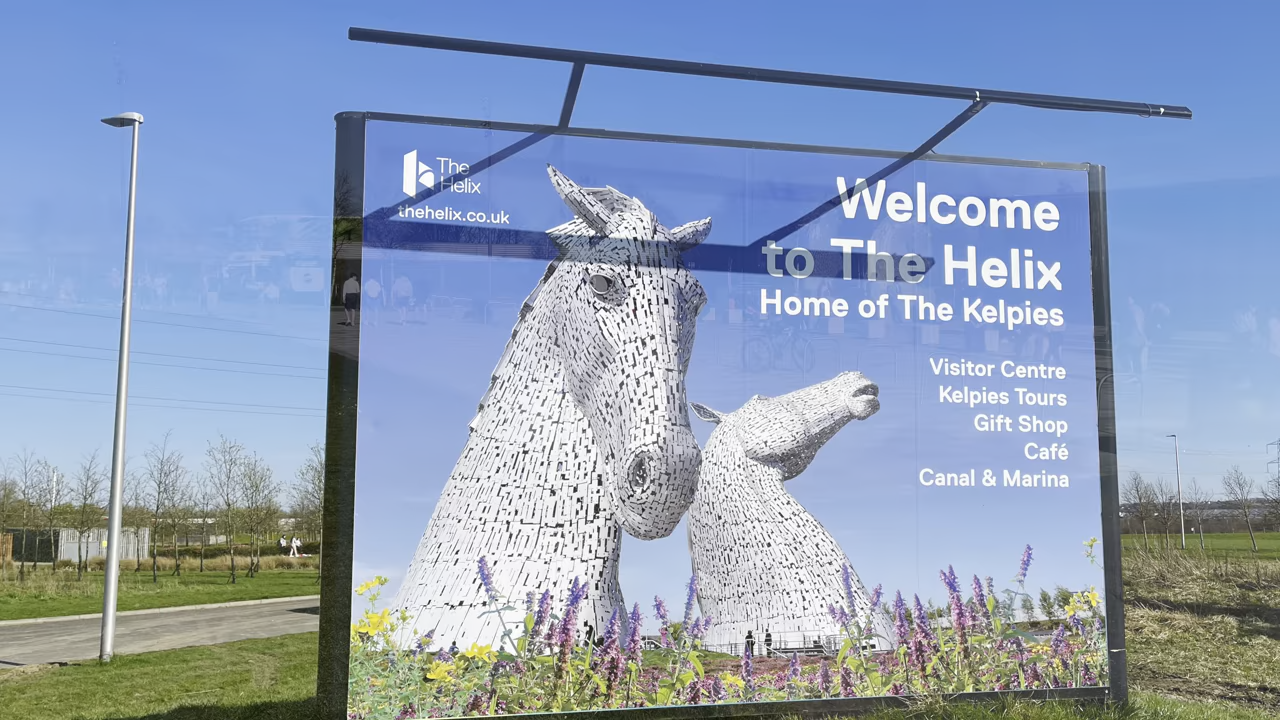 The
Helix
thehelix.co.uk
Welcome
to The Helix
Home of The Kelpies
Visitor Centre
Kelpies Tours
Gift Shop
Café
Canal & Marina